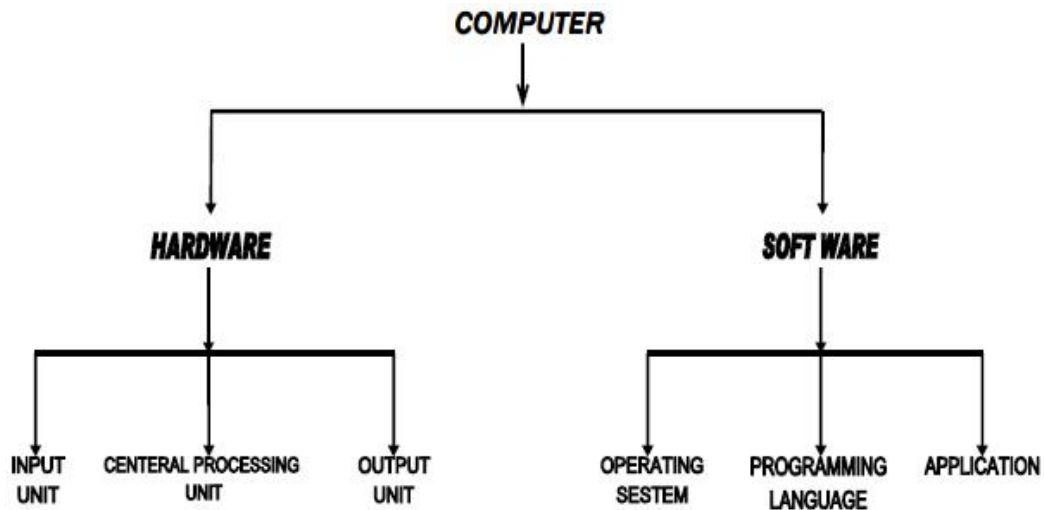 COMPUTER
HARDWARE
SOFT WARE
INPUT
UNIT
CENTERAL PROCESSING
UNIT
OUTPUT
UNIT
OPERATING
SESTEM
PROGRAMMING
LANGUAGE
APPLICATION